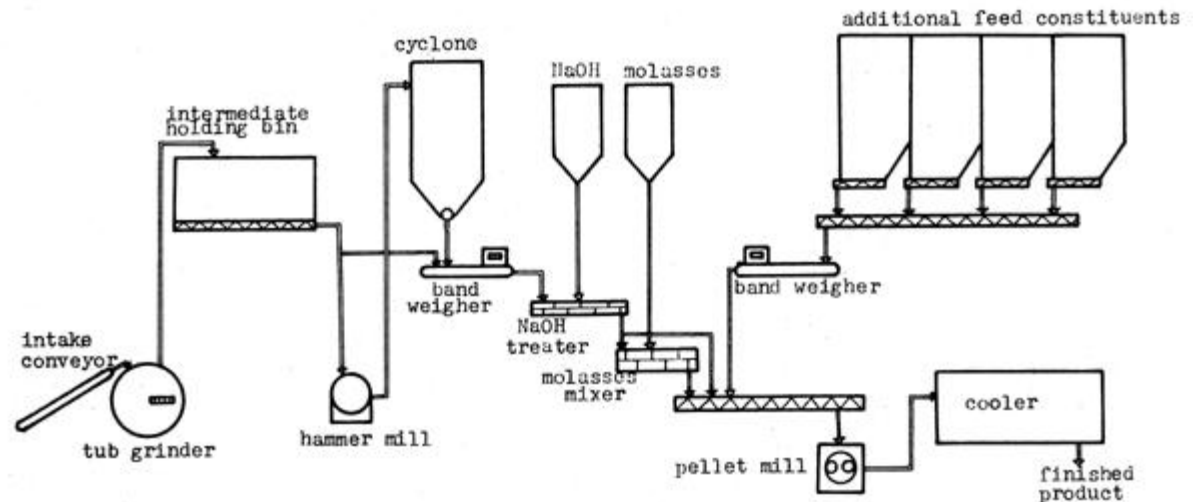 additional feed constituents
cyclone
NaOH
molasses
intermediate
holding bin
band
weigher
band weigher
NaOH
treater
intake
conveyor
molasses
mixer
cooler
hammer mill
tub grinder
pellet mill
finished
product